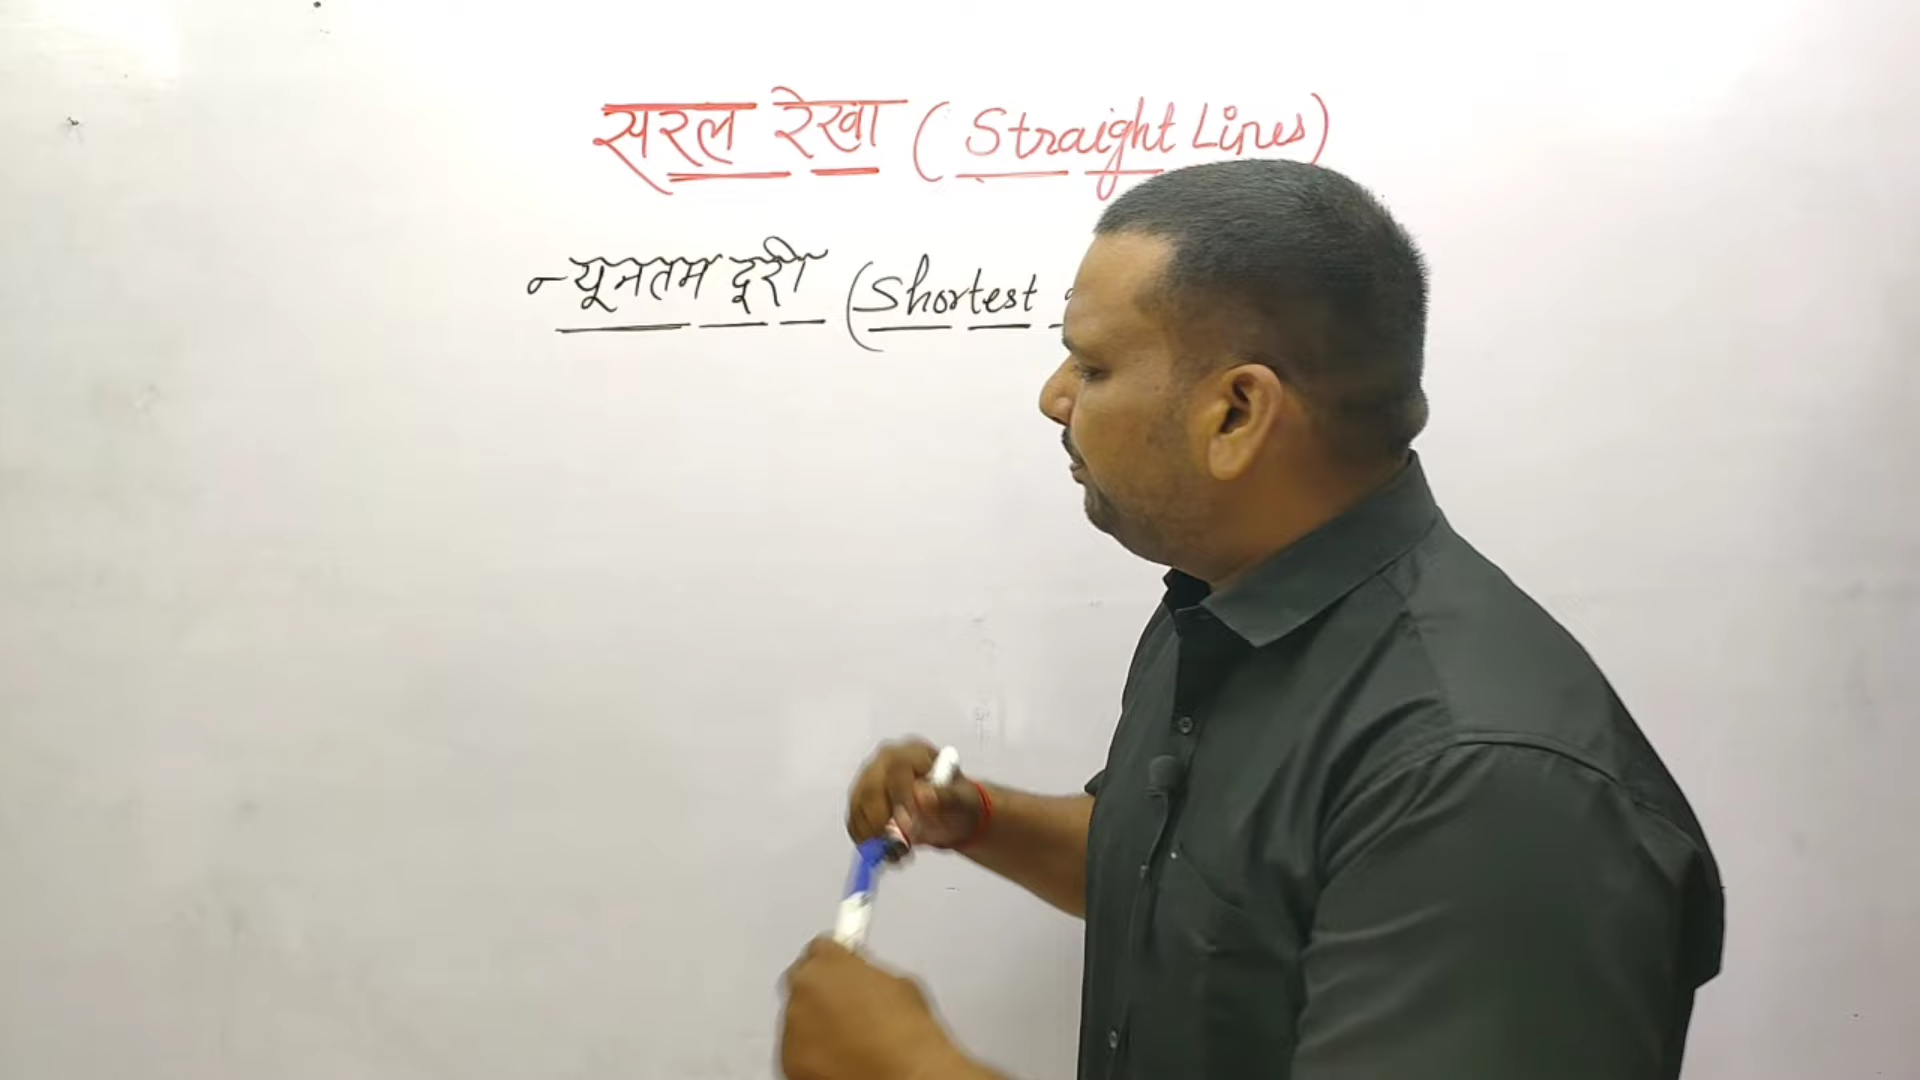 सरल रेखा ( Straight Lines)
न्यूनतम दूरी (Shortest